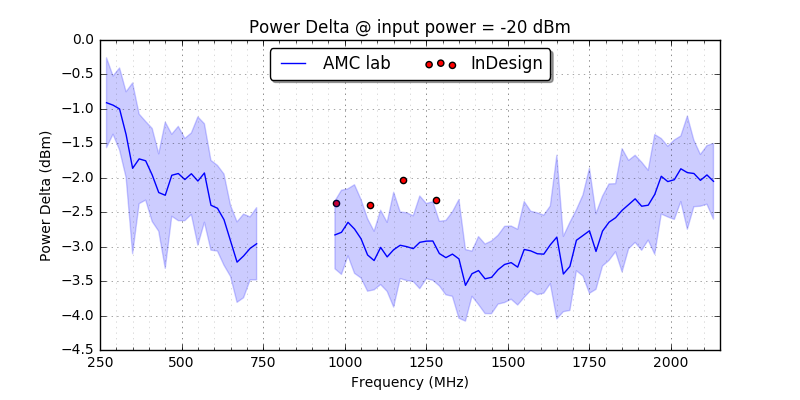 Power Delta @ input power = -20 dBm
AMC lab InDesign
Power Delta (dBm)
0.0
−0.5
−1.0
−1.5
−2.0
−2.5
−3.0
−3.5
−4.0
−4.5
250 500 750 1000 1250 1500 1750 2000
Frequency (MHz)